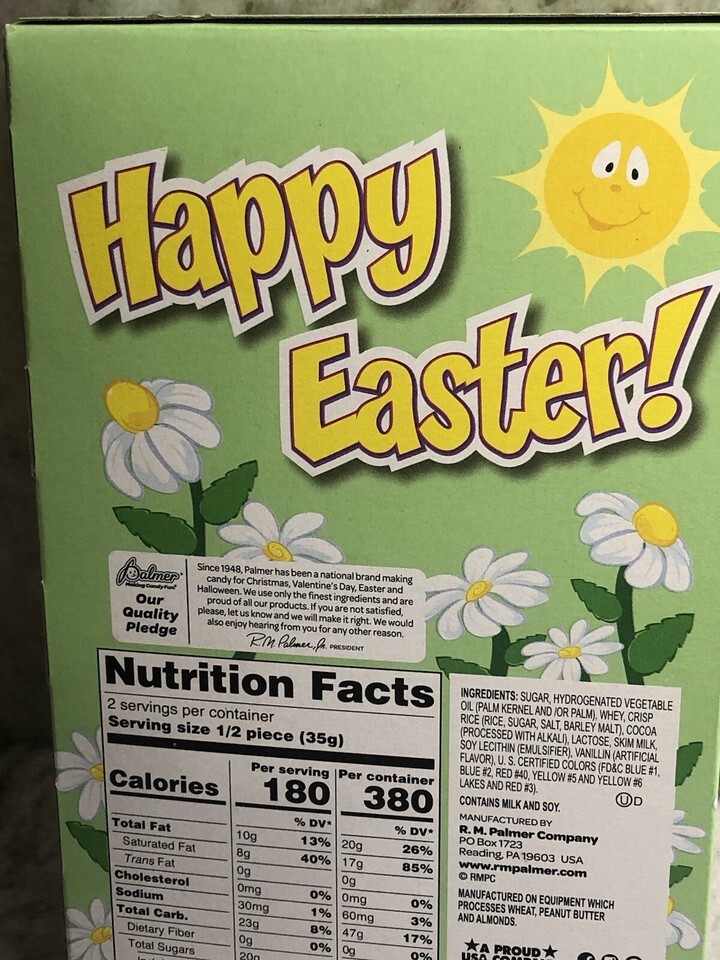 Happy
Easter!
Palmer®
Making Candy Fun®
Our
Quality
Pledge
Since 1948, Palmer has been a national brand making
candy for Christmas, Valentine's Day, Easter and
Halloween. We use only the finest ingredients and are
proud of all our products. If you are not satisfied,
please, let us know and we will make it right. We would
also enjoy hearing from you for any other reason.
R.M. Palmer, Jr. PRESIDENT
Nutrition Facts
2 servings per container
Serving size 1/2 piece (35g)
Calories
Per serving Per container
180 380
% DV* % DV*
Total Fat 10g 13% 20g 26%
Saturated Fat 8g 40% 17g 85%
Trans Fat 0g 0g
Cholesterol 0mg 0% 0mg 0%
Sodium 30mg 1% 60mg 3%
Total Carb. 23g 8% 47g 17%
Dietary Fiber 0g 0% 0g 0%
Total Sugars 20g
INGREDIENTS: SUGAR, HYDROGENATED VEGETABLE
OIL (PALM KERNEL AND /OR PALM), WHEY, CRISP
RICE (RICE, SUGAR, SALT, BARLEY MALT), COCOA
(PROCESSED WITH ALKALI), LACTOSE, SKIM MILK,
SOY LECITHIN (EMULSIFIER), VANILLIN (ARTIFICIAL
FLAVOR), U. S. CERTIFIED COLORS (FD&C BLUE #1,
BLUE #2, RED #40, YELLOW #5 AND YELLOW #6
LAKES AND RED #3).
CONTAINS MILK AND SOY.
Ⓤ D
MANUFACTURED BY
R. M. Palmer Company
PO Box 1723
Reading, PA 19603 USA
www.rmpalmer.com
© RMPC
MANUFACTURED ON EQUIPMENT WHICH
PROCESSES WHEAT, PEANUT BUTTER
AND ALMONDS.
★A PROUD★
USA COMPANY